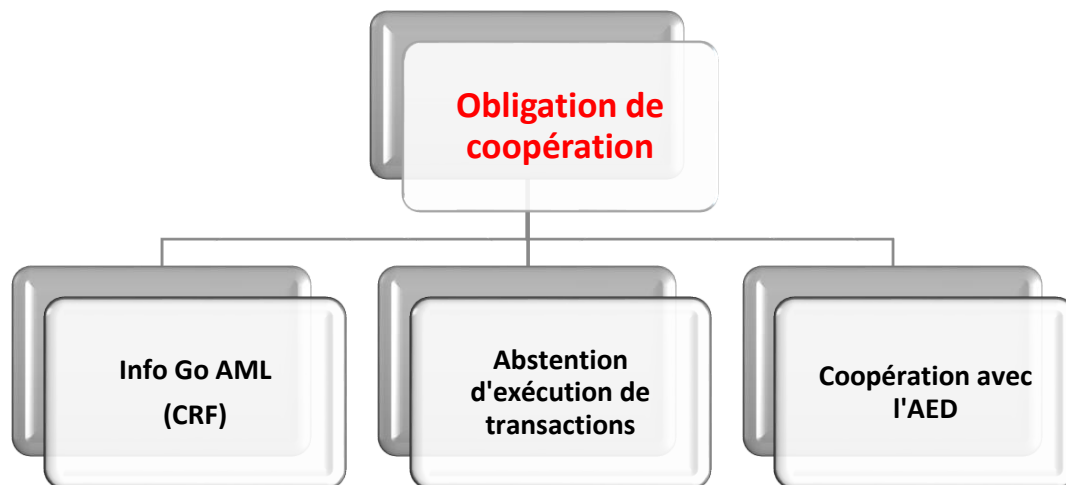 Obligation de
coopération
Info Go AML
(CRF)
Abstention
d'exécution de
transactions
Coopération avec
l'AED